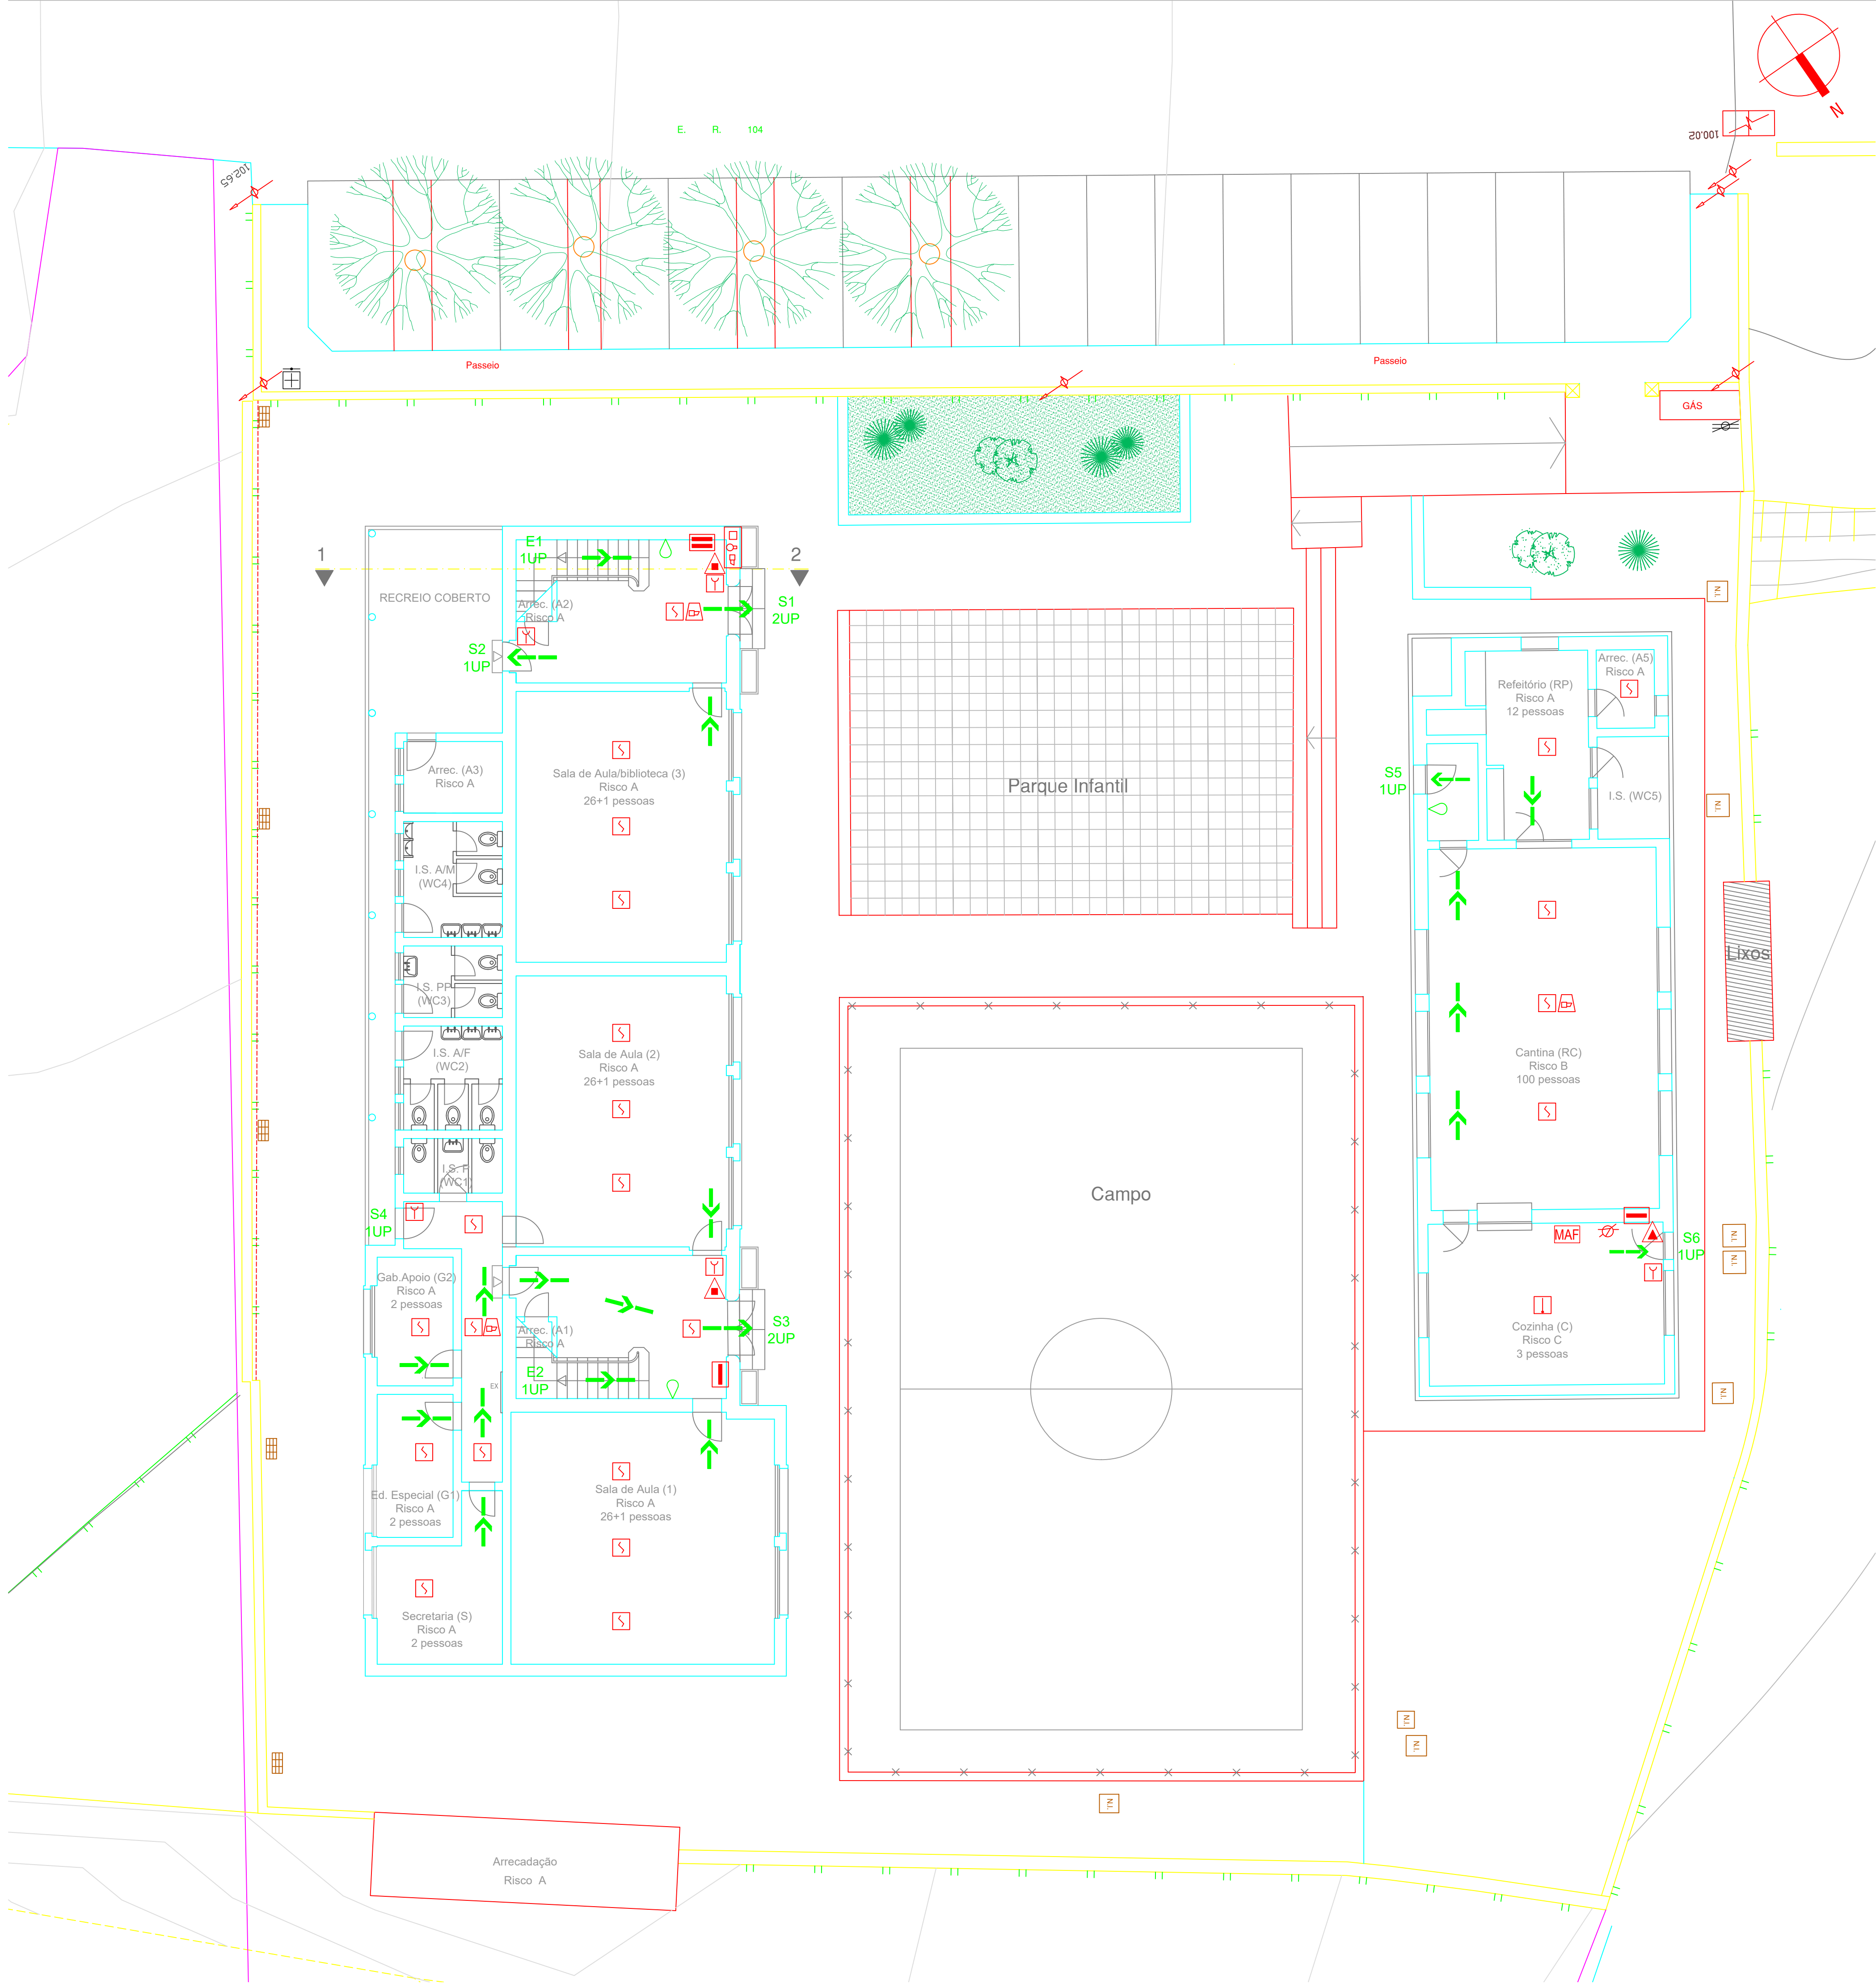 N
100.02
E. R. 104
102.65
Passeio
Passeio
GÁS
1
2
E1
1UP
RECREIO COBERTO
Arrec. (A2)
Risco A
S1
2UP
S2
1UP
Arrec. (A3)
Risco A
Sala de Aula/biblioteca (3)
Risco A
26+1 pessoas
I.S. A/M
(WC4)
I.S. PP
(WC3)
I.S. A/F
(WC2)
Sala de Aula (2)
Risco A
26+1 pessoas
I.S. F
(WC1)
S4
1UP
Gab.Apoio (G2)
Risco A
2 pessoas
Arrec. (A1)
Risco A
S3
2UP
E2
1UP
EX
Ed. Especial (G1)
Risco A
2 pessoas
Sala de Aula (1)
Risco A
26+1 pessoas
Secretaria (S)
Risco A
2 pessoas
Parque Infantil
Campo
Refeitório (RP)
Risco A
12 pessoas
Arrec. (A5)
Risco A
S5
1UP
I.S. (WC5)
Cantina (RC)
Risco B
100 pessoas
Lixos
MAF
S6
1UP
Cozinha (C)
Risco C
3 pessoas
N.I.
N.I.
N.I.
N.I.
N.I.
N.I.
N.I.
N.I.
Arrecadação
Risco A